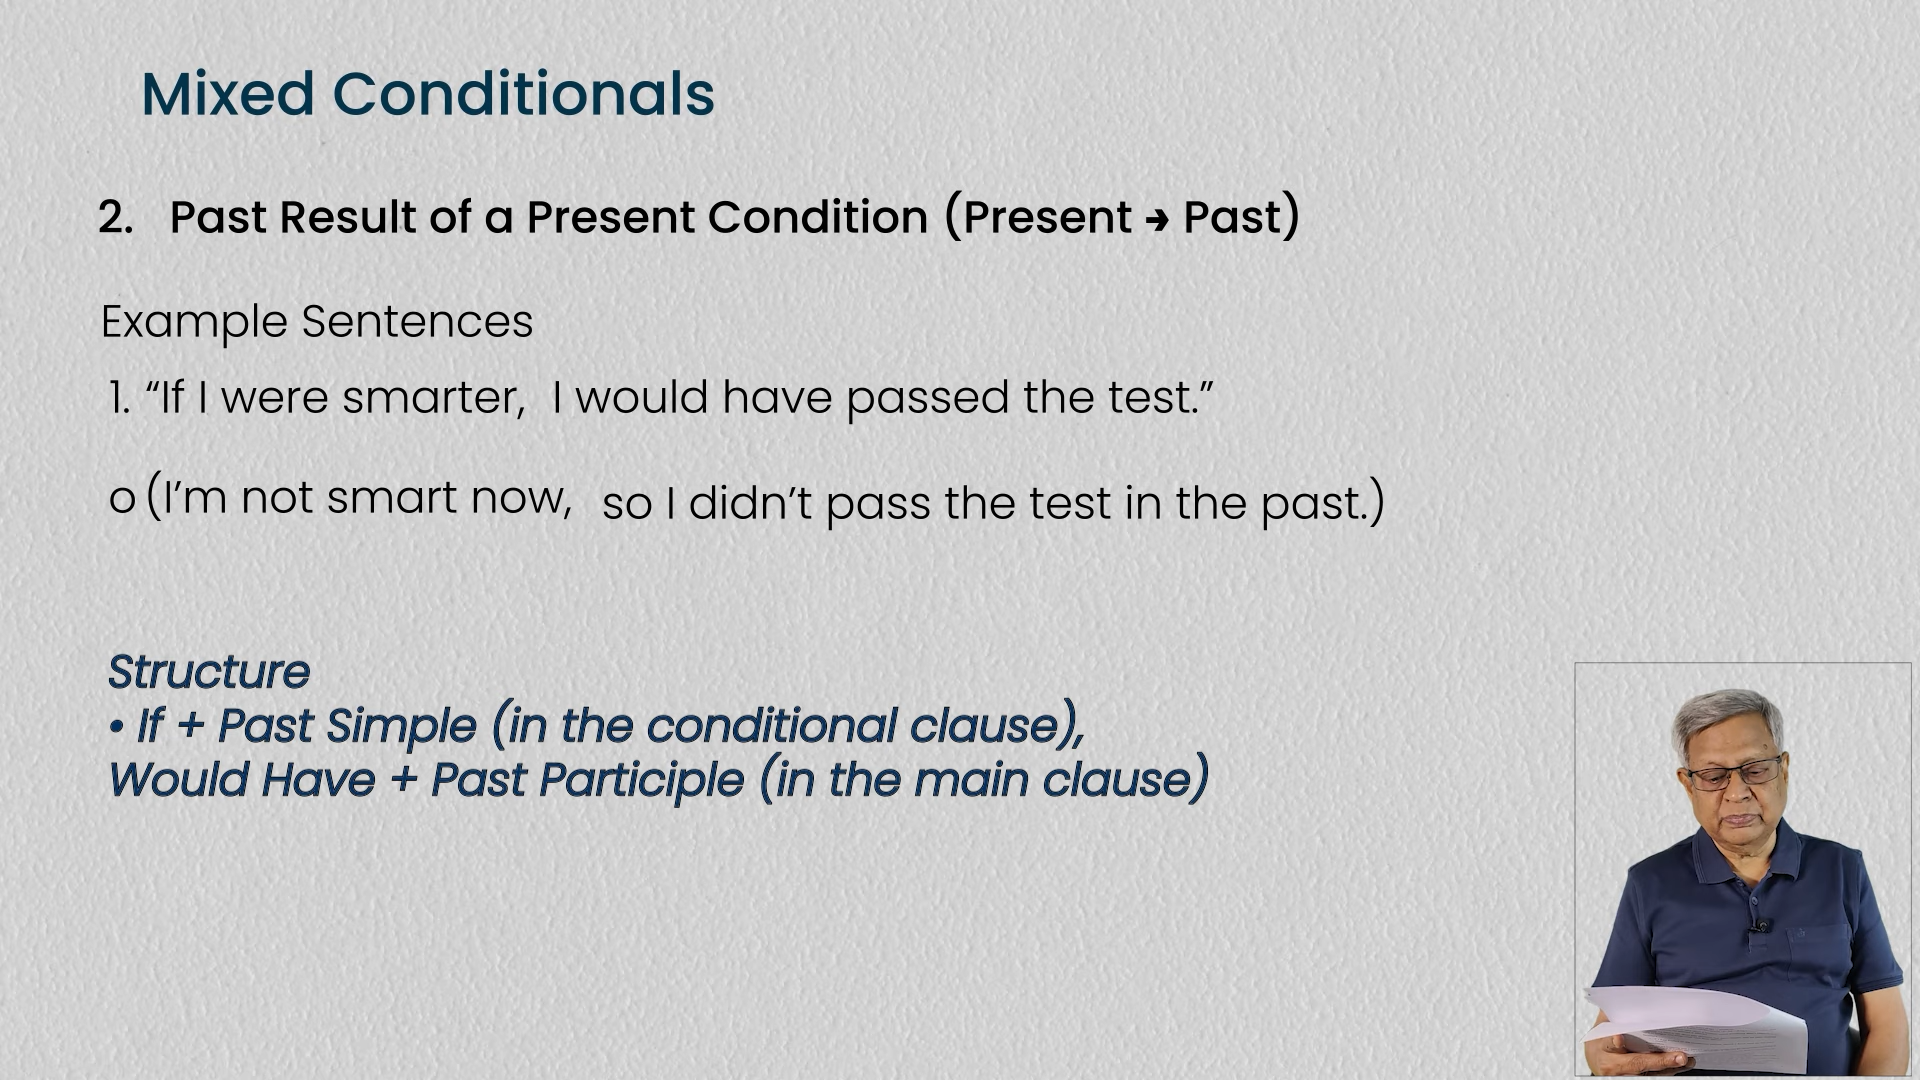 Mixed Conditionals
2. Past Result of a Present Condition (Present → Past)
Example Sentences
1. “If I were smarter, I would have passed the test.”
o (I’m not smart now, so I didn’t pass the test in the past.)
Structure
• If + Past Simple (in the conditional clause),
Would Have + Past Participle (in the main clause)